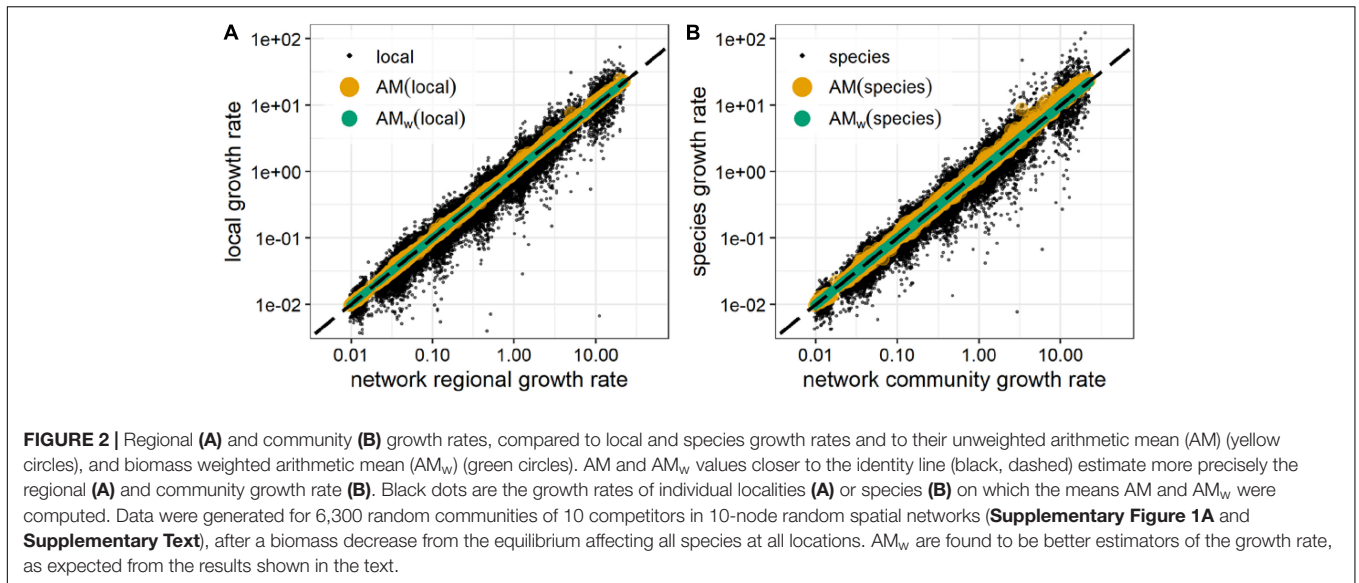 A
1e+02
1e+01
1e+00
1e-01
1e-02
local growth rate
local
AM(local)
AMw(local)
0.01 0.10 1.00 10.00
network regional growth rate
B
1e+02
1e+01
1e+00
1e-01
1e-02
species growth rate
species
AM(species)
AMw(species)
0.01 0.10 1.00 10.00
network community growth rate
FIGURE 2 | Regional (A) and community (B) growth rates, compared to local and species growth rates and to their unweighted arithmetic mean (AM) (yellow
circles), and biomass weighted arithmetic mean (AMw) (green circles). AM and AMw values closer to the identity line (black, dashed) estimate more precisely the
regional (A) and community growth rate (B). Black dots are the growth rates of individual localities (A) or species (B) on which the means AM and AMw were
computed. Data were generated for 6,300 random communities of 10 competitors in 10-node random spatial networks (Supplementary Figure 1A and
Supplementary Text), after a biomass decrease from the equilibrium affecting all species at all locations. AMw are found to be better estimators of the growth rate,
as expected from the results shown in the text.